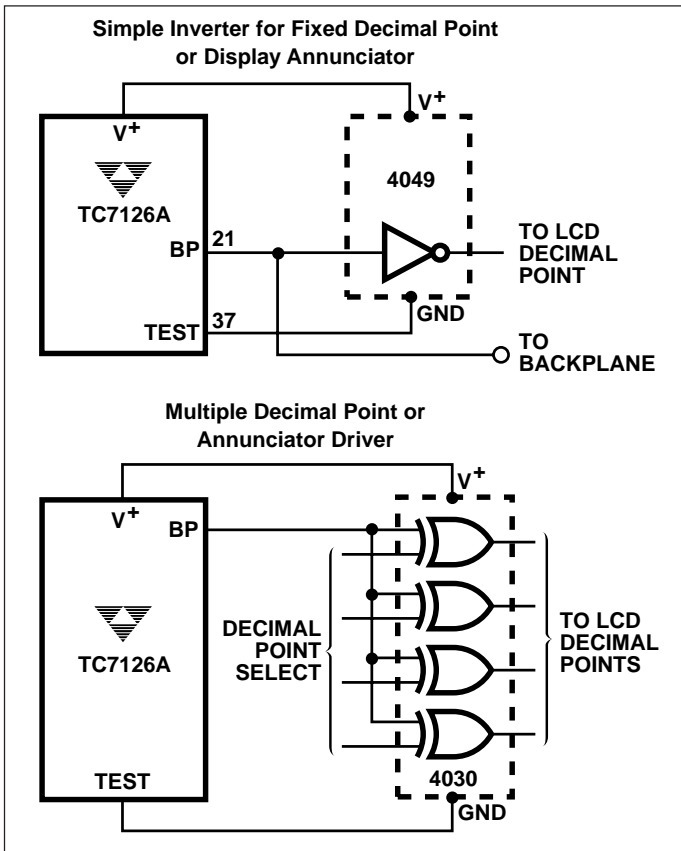 Simple Inverter for Fixed Decimal Point
or Display Annunciator
V+
V+
4049
TC7126A
BP
21
TO LCD
DECIMAL
POINT
GND
TEST
37
TO
BACKPLANE
Multiple Decimal Point or
Annunciator Driver
V+
V+
BP
DECIMAL
POINT
SELECT
TO LCD
DECIMAL
POINTS
TC7126A
4030
TEST
GND